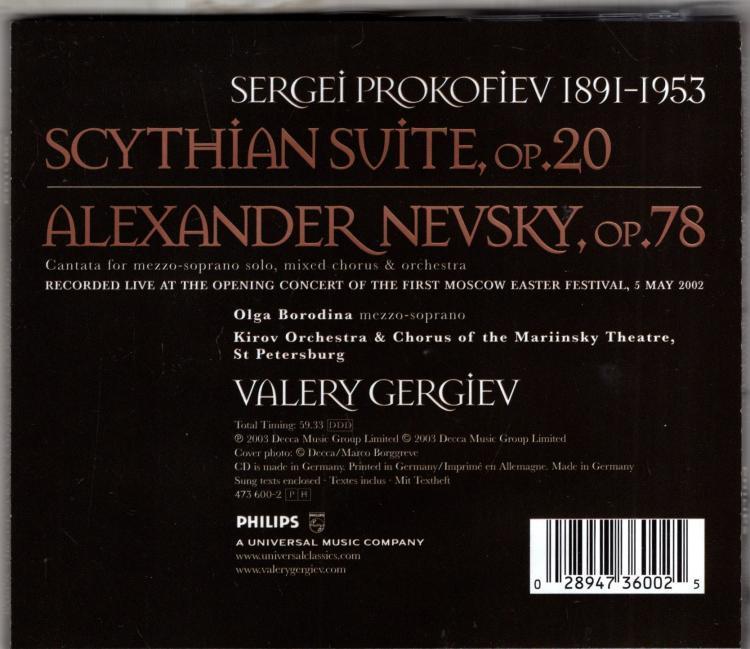 SERGEI PROKOFIEV 1891–1953
SCYTHIAN SUITE, OP.20
ALEXANDER NEVSKY, OP.78
Cantata for mezzo-soprano solo, mixed chorus & orchestra
RECORDED LIVE AT THE OPENING CONCERT OF THE FIRST MOSCOW EASTER FESTIVAL, 5 MAY 2002
Olga Borodina mezzo-soprano
Kirov Orchestra & Chorus of the Mariinsky Theatre,
St Petersburg
VALERY GERGIEV
Total Timing: 59.33 DDD
℗ 2003 Decca Music Group Limited © 2003 Decca Music Group Limited
Cover photo: © Decca/Marco Borggreve
CD is made in Germany. Printed in Germany/Imprimé en Allemagne. Made in Germany
Sung texts enclosed · Textes inclus · Mit Textheft
473 600-2 P H
PHILIPS
A UNIVERSAL MUSIC COMPANY
www.universalclassics.com
www.valerygergiev.com
0 28947 36002 5